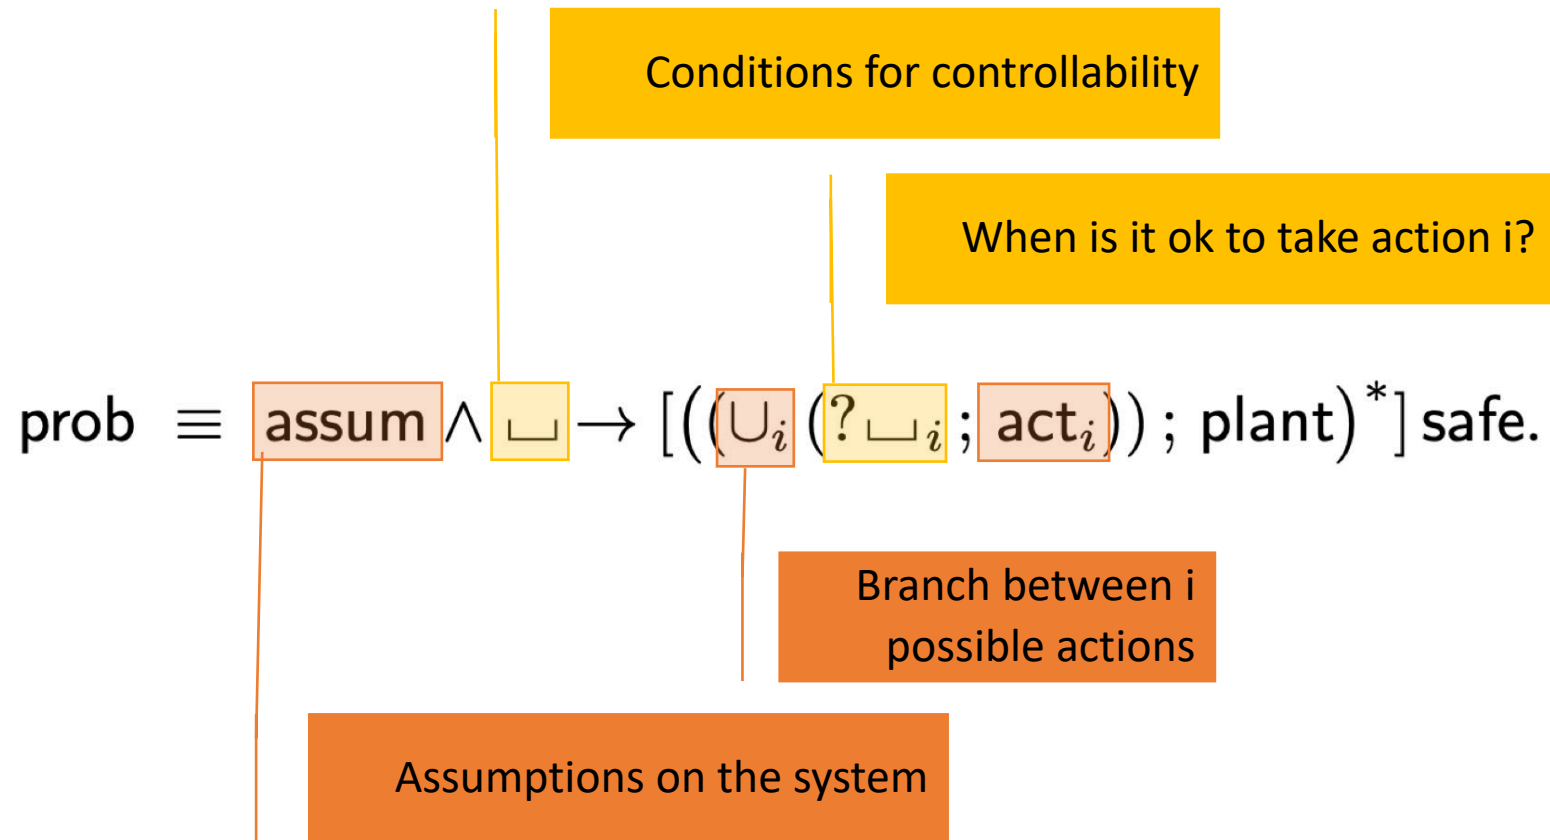 Conditions for controllability
When is it ok to take action i?
prob ≡ assum ∧ ⌴ → [((∪ᵢ (?⌴ᵢ ; actᵢ)) ; plant)*] safe.
Branch between i
possible actions
Assumptions on the system